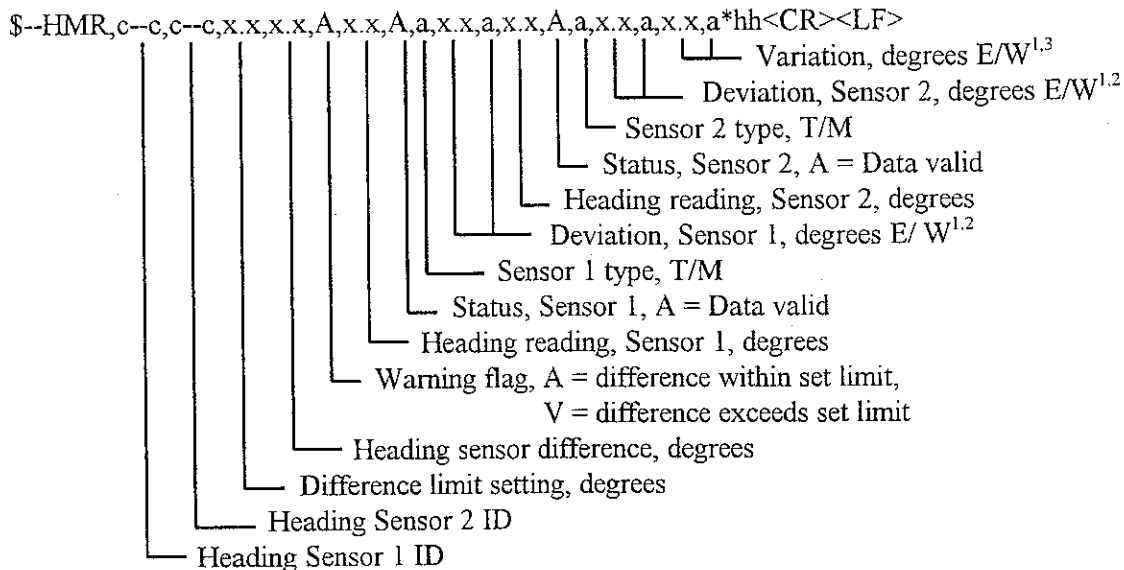 $--HMR,c--c,c--c,x.x,x.x,A,x.x,A,a,x.x,a,x.x,A,a,x.x,a,x.x,a*hh<CR><LF>
Variation, degrees E/W1,3
Deviation, Sensor 2, degrees E/W1,2
Sensor 2 type, T/M
Status, Sensor 2, A = Data valid
Heading reading, Sensor 2, degrees
Deviation, Sensor 1, degrees E/ W1,2
Sensor 1 type, T/M
Status, Sensor 1, A = Data valid
Heading reading, Sensor 1, degrees
Warning flag, A = difference within set limit,
V = difference exceeds set limit
Heading sensor difference, degrees
Difference limit setting, degrees
Heading Sensor 2 ID
Heading Sensor 1 ID